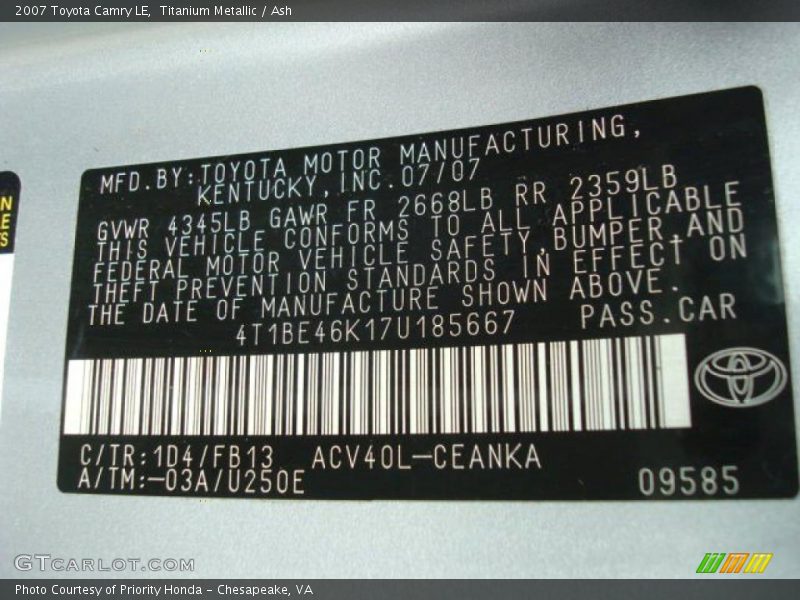 2007 Toyota Camry LE, Titanium Metallic / Ash
NES
MFD.BY:TOYOTA MOTOR MANUFACTURING,
KENTUCKY,INC.07/07
GVWR 4345LB GAWR FR 2668LB RR 2359LB
THIS VEHICLE CONFORMS TO ALL APPLICABLE
FEDERAL MOTOR VEHICLE SAFETY,BUMPER,AND
THEFT PREVENTION STANDARDS IN EFFECT ON
THE DATE OF MANUFACTURE SHOWN ABOVE.
4T1BE46K17U185667 PASS.CAR
C/TR:1D4/FB13 ACV40L-CEANKA
A/TM:-03A/U250E 09585
GTCARLOT.COM
Photo Courtesy of Priority Honda - Chesapeake, VA